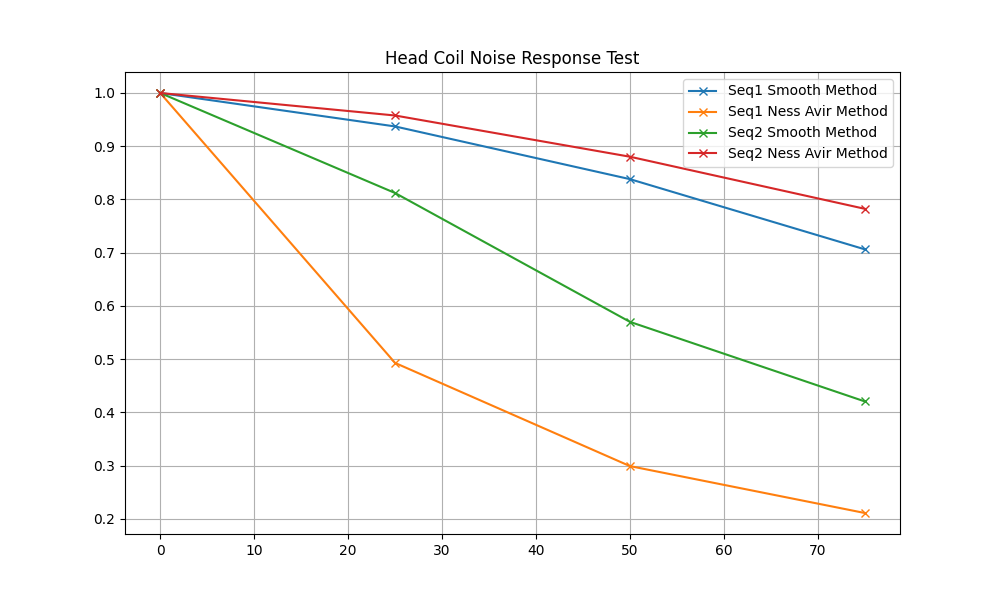 Head Coil Noise Response Test
Seq1 Smooth Method
Seq1 Ness Avir Method
Seq2 Smooth Method
Seq2 Ness Avir Method
1.0
0.9
0.8
0.7
0.6
0.5
0.4
0.3
0.2
0 10 20 30 40 50 60 70